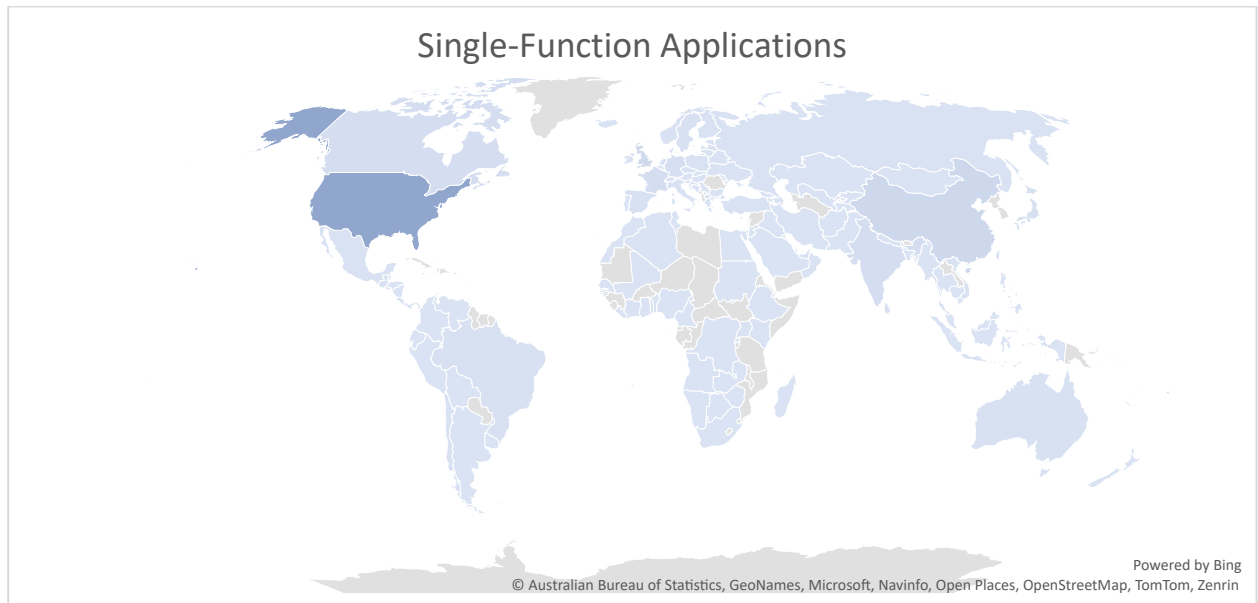 Single-Function Applications
Powered by Bing
© Australian Bureau of Statistics, GeoNames, Microsoft, Navinfo, Open Places, OpenStreetMap, TomTom, Zenrin